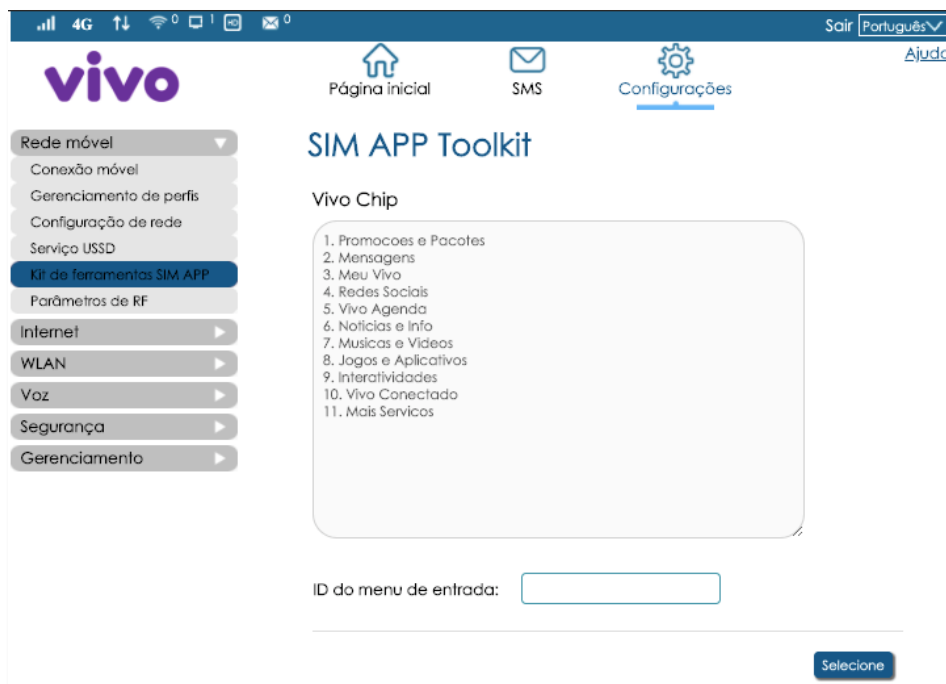 4G 0 1 HD 0 Sair Português
Ajuda
vivo
Página inicial SMS Configurações
Rede móvel
Conexão móvel
Gerenciamento de perfis
Configuração de rede
Serviço USSD
Kit de ferramentas SIM APP
Parâmetros de RF
Internet
WLAN
Voz
Segurança
Gerenciamento
SIM APP Toolkit
Vivo Chip
1. Promocoes e Pacotes
2. Mensagens
3. Meu Vivo
4. Redes Sociais
5. Vivo Agenda
6. Noticias e Info
7. Musicas e Videos
8. Jogos e Aplicativos
9. Interatividades
10. Vivo Conectado
11. Mais Servicos
ID do menu de entrada:
Selecione